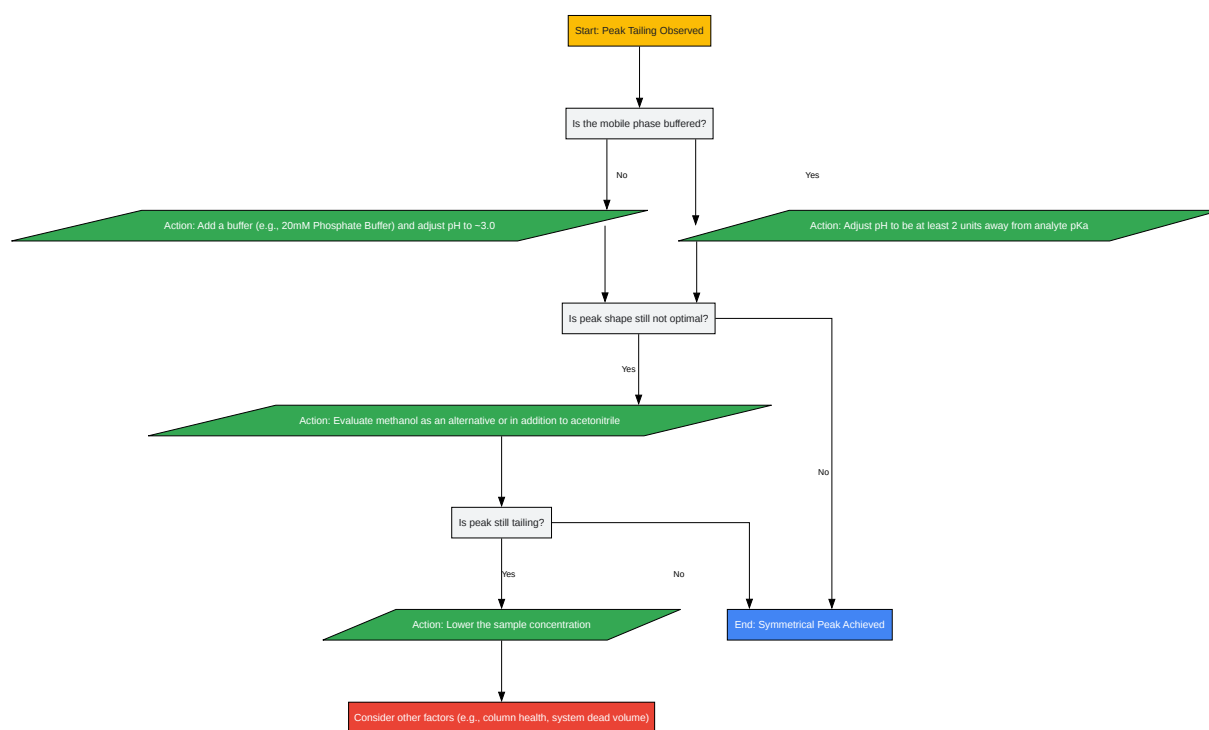 Start: Peak Tailing Observed
Is the mobile phase buffered?
No
Yes
Action: Add a buffer (e.g., 20mM Phosphate Buffer) and adjust pH to ~3.0
Action: Adjust pH to be at least 2 units away from analyte pKa
Is peak shape still not optimal?
Yes
Action: Evaluate methanol as an alternative or in addition to acetonitrile
No
Is peak still tailing?
Yes
No
Action: Lower the sample concentration
End: Symmetrical Peak Achieved
Consider other factors (e.g., column health, system dead volume)